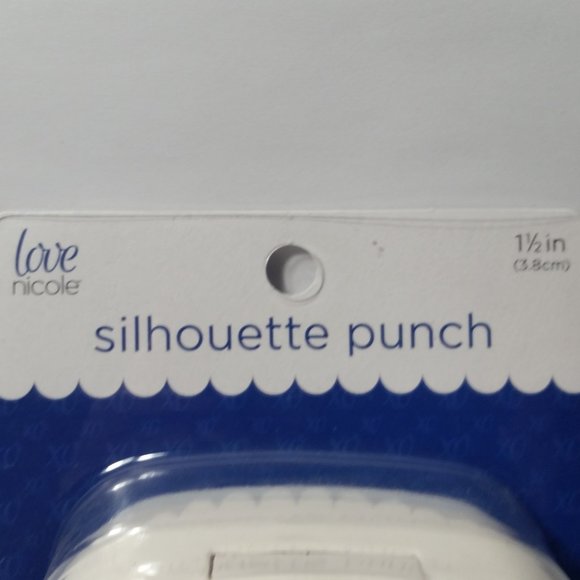 love
nicole
1½ in
(3.8cm)
silhouette punch